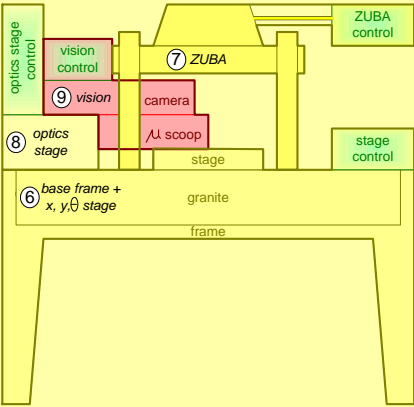 optics stage
control
vision
control
ZUBA
control
7 ZUBA
9 vision
camera
8 optics
stage
μ scoop
stage
stage
control
6 base frame +
x, y,θ stage
granite
frame